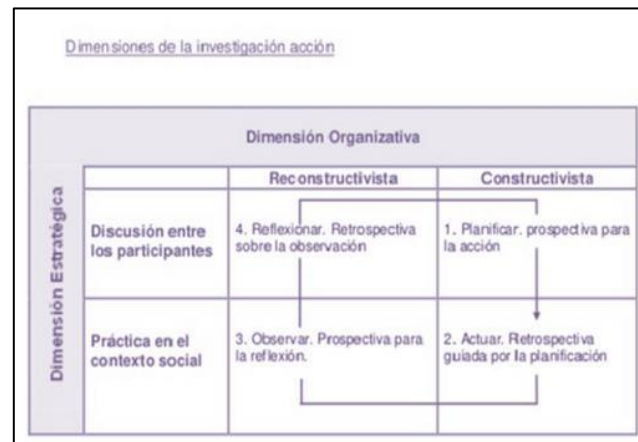 Dimensiones de la investigación acción
Dimensión Organizativa
Dimensión Estratégica
Reconstructivista
Constructivista
Discusión entre
los participantes
4. Reflexionar. Retrospectiva
sobre la observación
1. Planificar. prospectiva para
la acción
Práctica en el
contexto social
3. Observar. Prospectiva para
la reflexión.
2. Actuar. Retrospectiva
guiada por la planificación